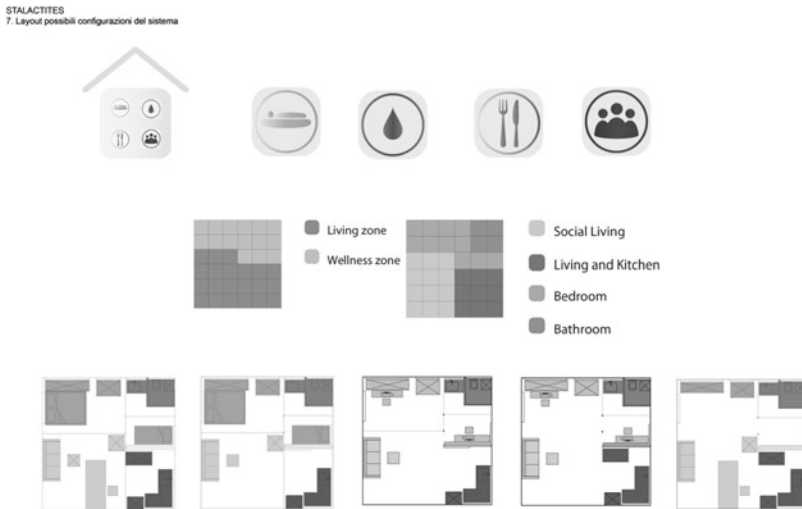 STALACTITES
7. Layout possibili configurazioni del sistema
Living zone
Wellness zone
Social Living
Living and Kitchen
Bedroom
Bathroom